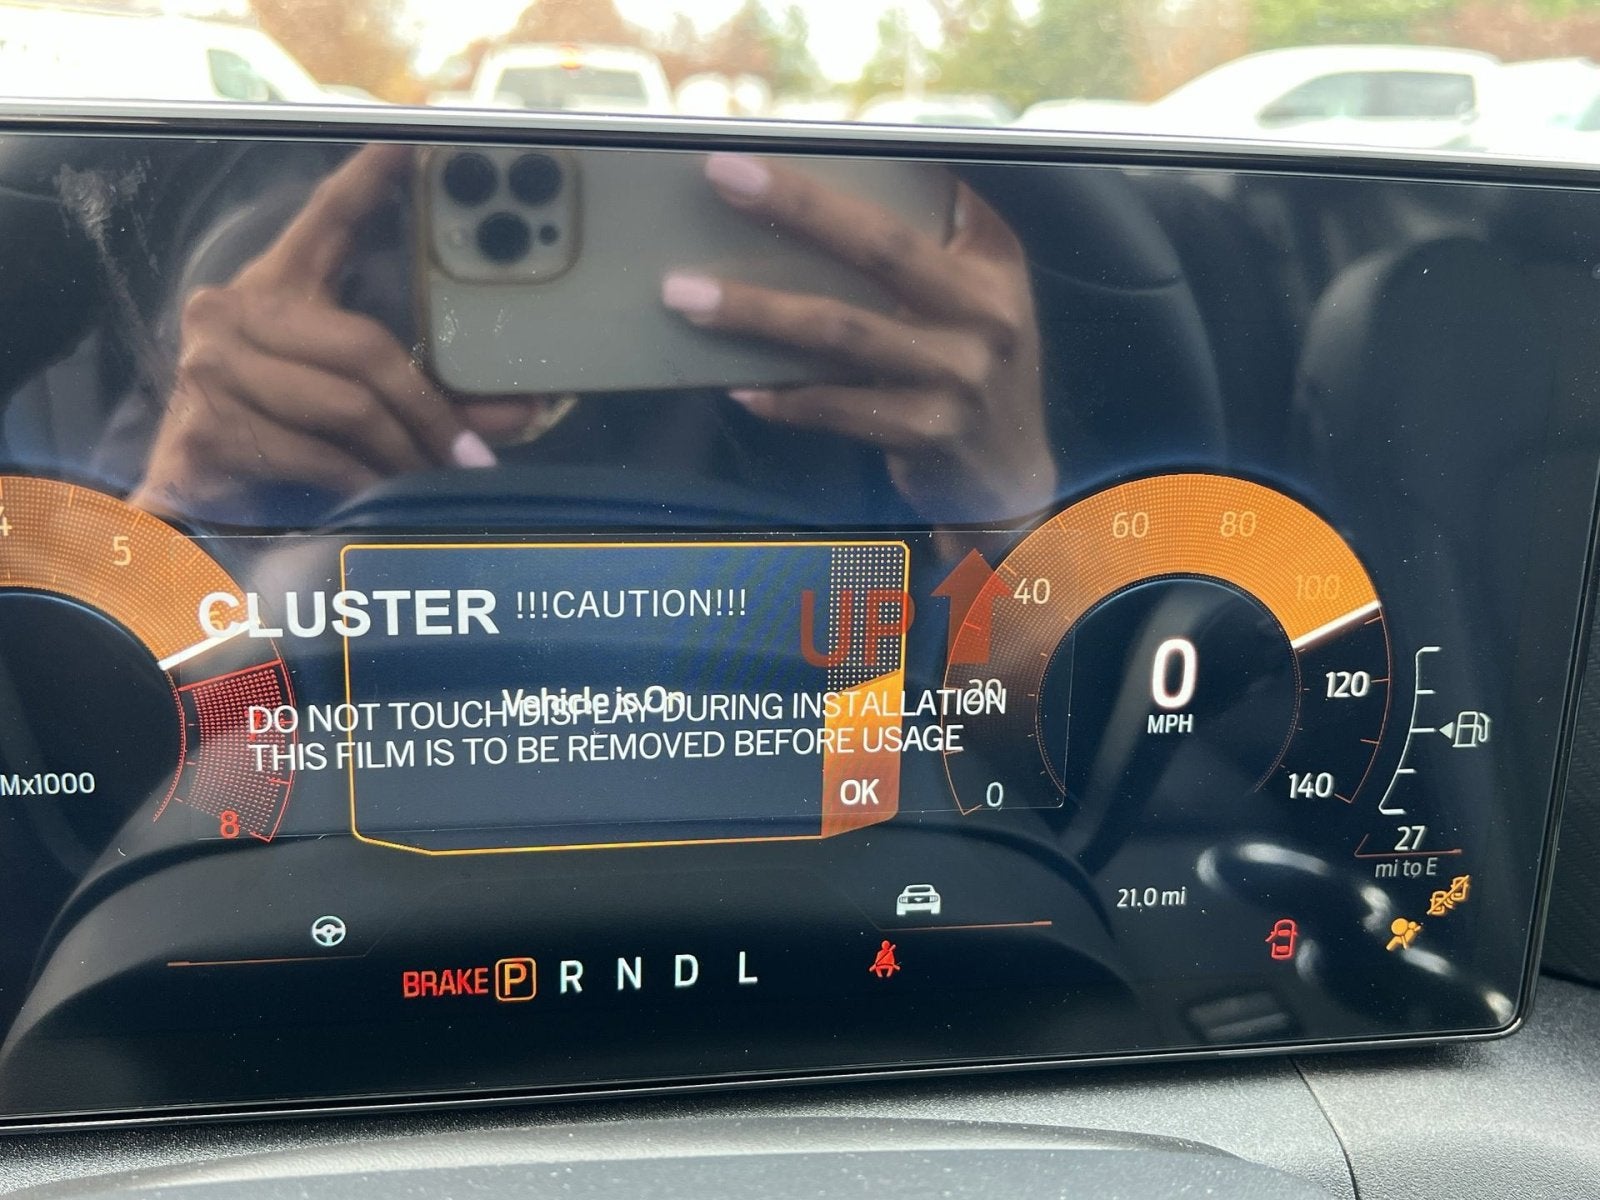 4
5
6
8
Mx1000
CLUSTER !!!CAUTION!!! UP
Vehicle is On
DO NOT TOUCH DISPLAY DURING INSTALLATION
THIS FILM IS TO BE REMOVED BEFORE USAGE
OK
0
20
40
60
80
100
120
140
0
MPH
27
mi to E
21.0 mi
BRAKE P R N D L